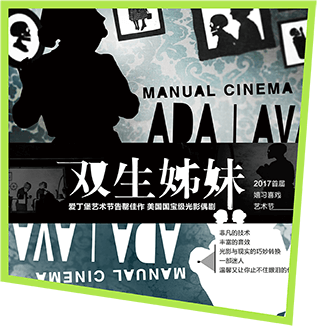 MANUAL CINEMA
ADA | AVA
双生姊妹
2017首届
嬉习喜戏
艺术节
爱丁堡艺术节告罄佳作 美国国宝级光影偶剧
非凡的技术
丰富的音效
光影与现实的巧妙转换
一部迷人
温馨又让你止不住眼泪的
ADA | AVA
MANUAL CINEMA